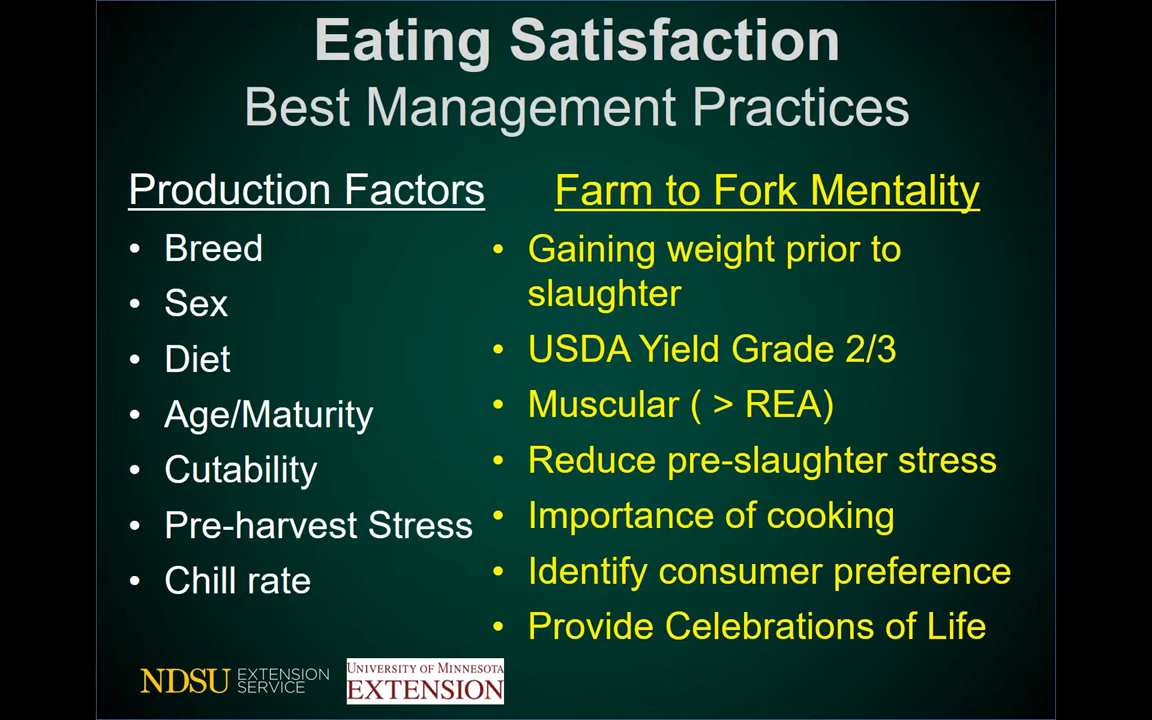 Eating Satisfaction
Best Management Practices
Production Factors
• Breed
• Sex
• Diet
• Age/Maturity
• Cutability
• Pre-harvest Stress
• Chill rate
Farm to Fork Mentality
• Gaining weight prior to
slaughter
• USDA Yield Grade 2/3
• Muscular ( > REA)
• Reduce pre-slaughter stress
• Importance of cooking
• Identify consumer preference
• Provide Celebrations of Life
NDSU EXTENSION
SERVICE
UNIVERSITY OF MINNESOTA
EXTENSION